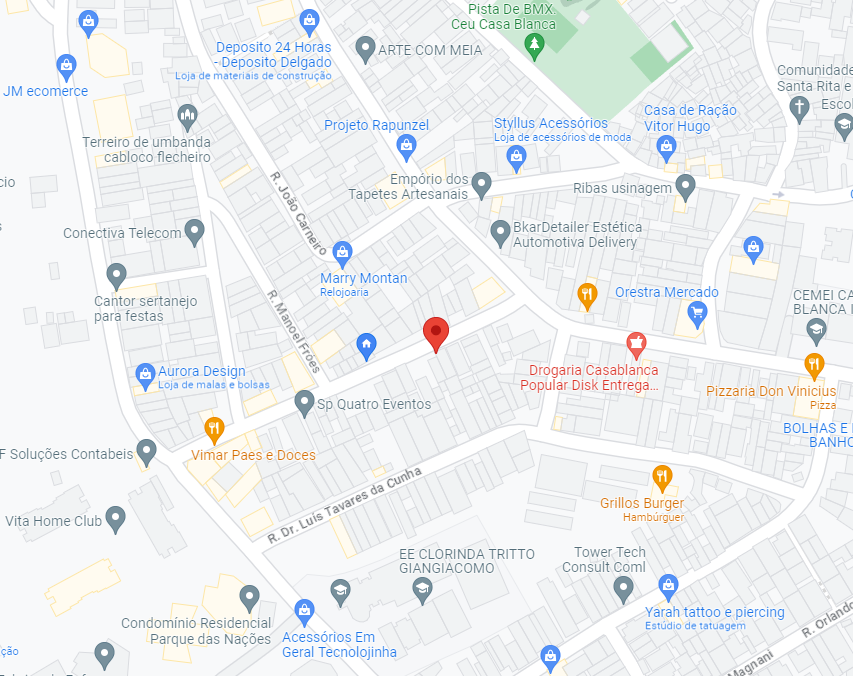 Pista De BMX.
Ceu Casa Blanca
ARTE COM MEIA
Deposito 24 Horas
- Deposito Delgado
Loja de materiais de construção
JM ecomerce
Comunidade
Santa Rita e
Escol
Casa de Ração
Vitor Hugo
Styllus Acessórios
Loja de acessórios de moda
Projeto Rapunzel
Terreiro de umbanda
cabloco flecheiro
cio
Empório dos
Tapetes Artesanais
Ribas usinagem
R. João Carneiro
Conectiva Telecom
BkarDetailer Estética
Automotiva Delivery
Marry Montan
Relojoaria
Orestra Mercado
Cantor sertanejo
para festas
R. Manoel Fróes
CEMEI CA
BLANCA I
Aurora Design
Loja de malas e bolsas
Drogaria Casablanca
Popular Disk Entrega...
Pizzaria Don Vinicius
Pizza
Sp Quatro Eventos
BOLHAS E
BANHO
F Soluções Contabeis
Vimar Paes e Doces
R. Dr. Luís Tavares da Cunha
Grillos Burger
Hambúrguer
Vita Home Club
EE CLORINDA TRITTO
GIANGIACOMO
Tower Tech
Consult Coml
Condomínio Residencial
Parque das Nações
Acessórios Em
Geral Tecnolojinha
Yarah tattoo e piercing
Estúdio de tatuagem
R. Orlando
ção
Magnani